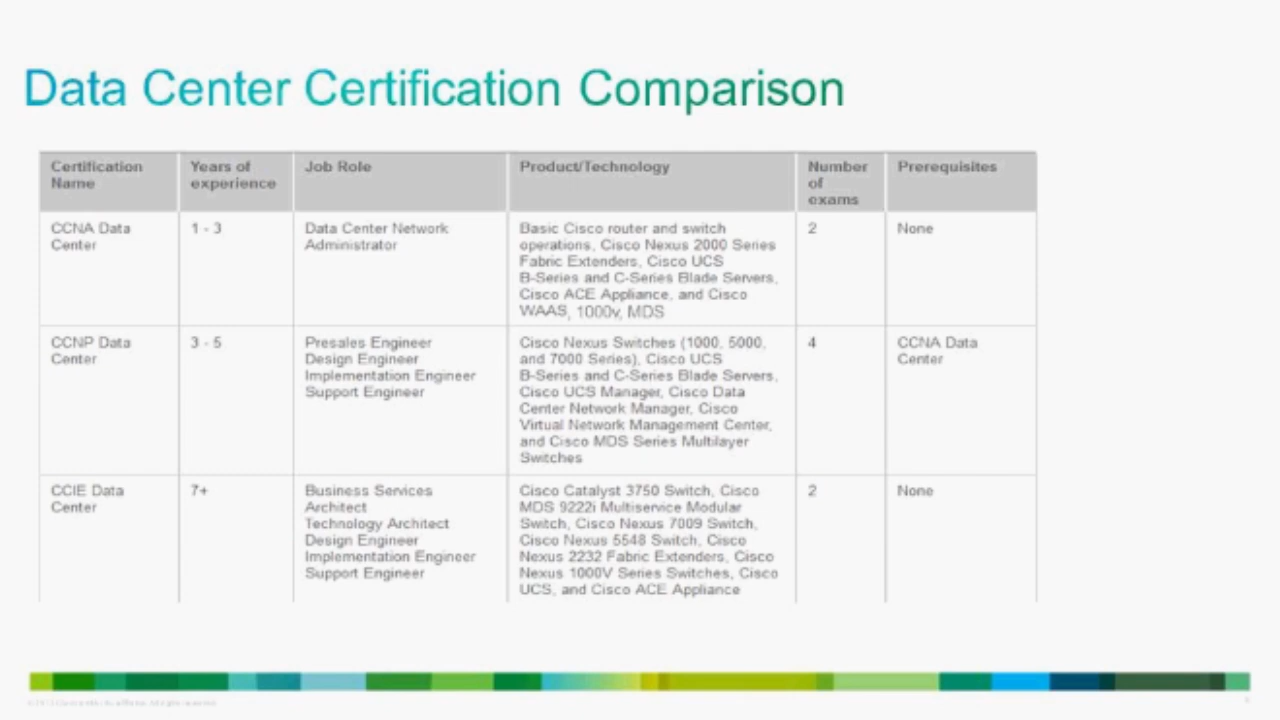 Data Center Certification Comparison
Certification
Name
Years of
experience
Job Role
Product/Technology
Number
of
exams
Prerequisites
CCNA Data
Center
1 - 3
Data Center Network
Administrator
Basic Cisco router and switch
operations, Cisco Nexus 2000 Series
Fabric Extenders, Cisco UCS
B-Series and C-Series Blade Servers,
Cisco ACE Appliance, and Cisco
WAAS, 1000v, MDS
2
None
CCNP Data
Center
3 - 5
Presales Engineer
Design Engineer
Implementation Engineer
Support Engineer
Cisco Nexus Switches (1000, 5000,
and 7000 Series), Cisco UCS
B-Series and C-Series Blade Servers,
Cisco UCS Manager, Cisco Data
Center Network Manager, Cisco
Virtual Network Management Center,
and Cisco MDS Series Multilayer
Switches
4
CCNA Data
Center
CCIE Data
Center
7+
Business Services
Architect
Technology Architect
Design Engineer
Implementation Engineer
Support Engineer
Cisco Catalyst 3750 Switch, Cisco
MDS 9222i Multiservice Modular
Switch, Cisco Nexus 7009 Switch,
Cisco Nexus 5548 Switch, Cisco
Nexus 2232 Fabric Extenders, Cisco
Nexus 1000V Series Switches, Cisco
UCS, and Cisco ACE Appliance
2
None